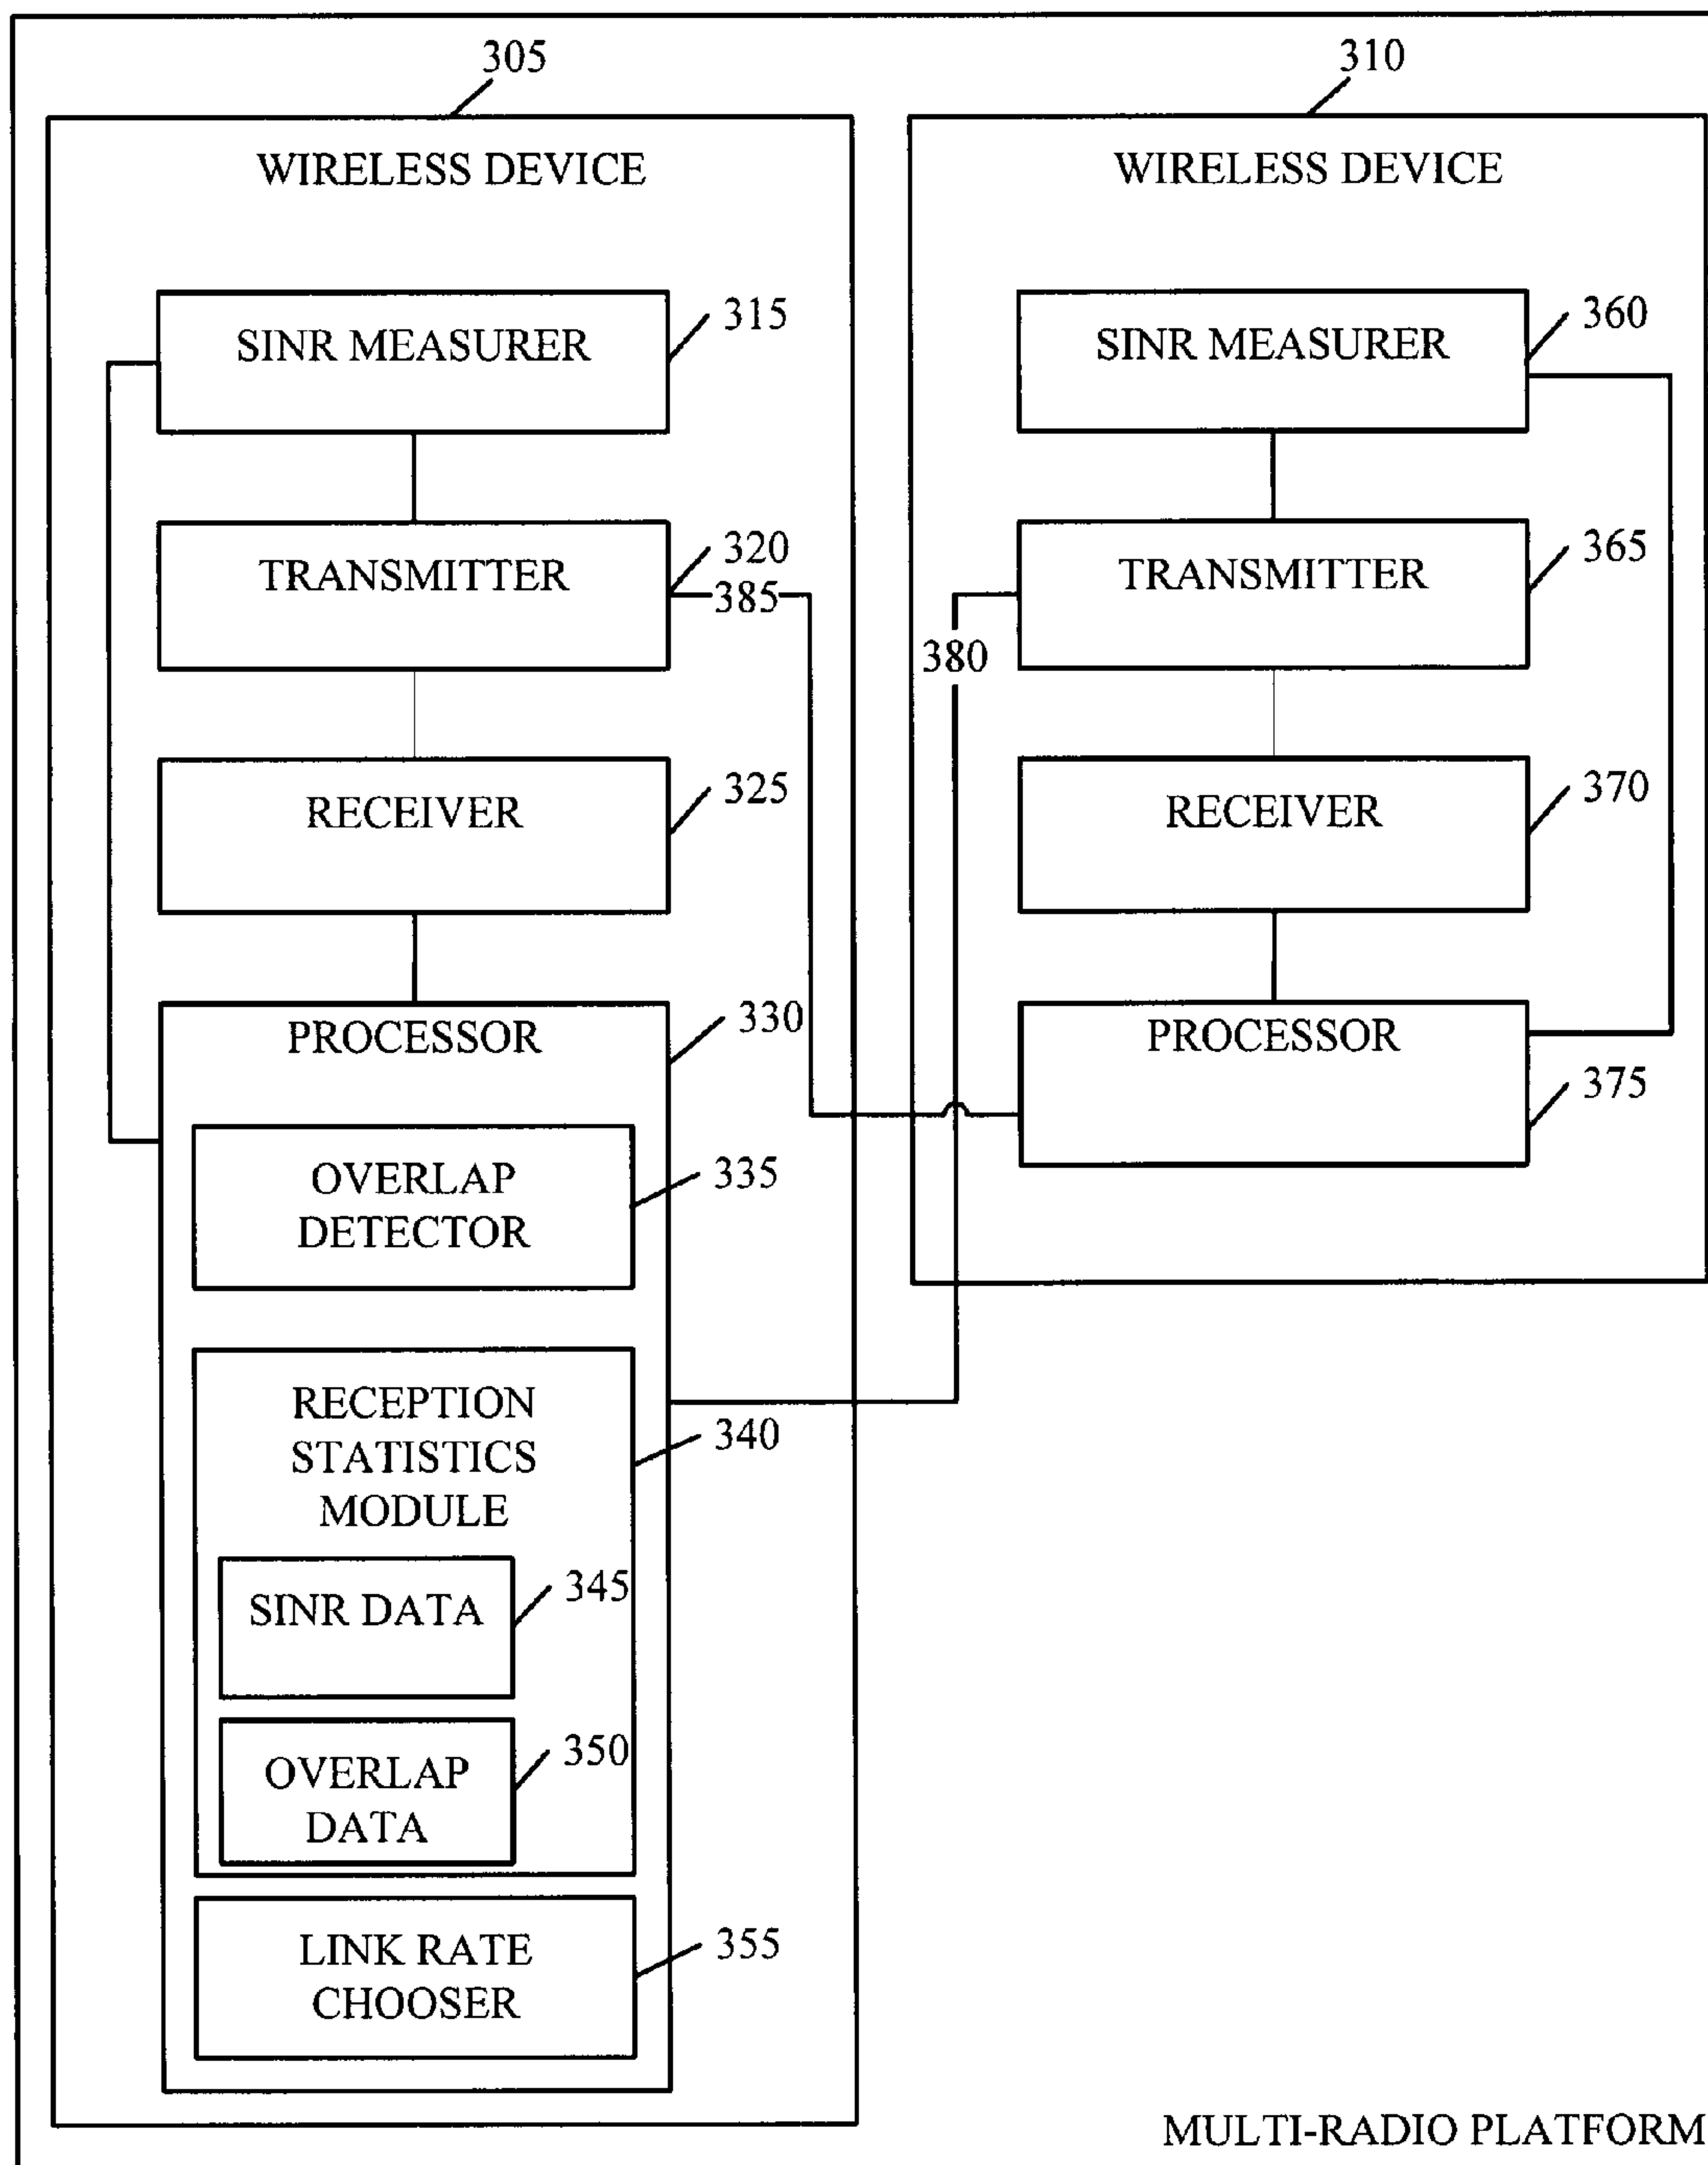 305
310
WIRELESS DEVICE
WIRELESS DEVICE
SINR MEASURER
315
SINR MEASURER
360
TRANSMITTER
320
385
TRANSMITTER
365
380
RECEIVER
325
RECEIVER
370
PROCESSOR
330
PROCESSOR
375
OVERLAP
DETECTOR
335
RECEPTION
STATISTICS
MODULE
340
SINR DATA
345
OVERLAP
DATA
350
LINK RATE
CHOOSER
355
MULTI-RADIO PLATFORM